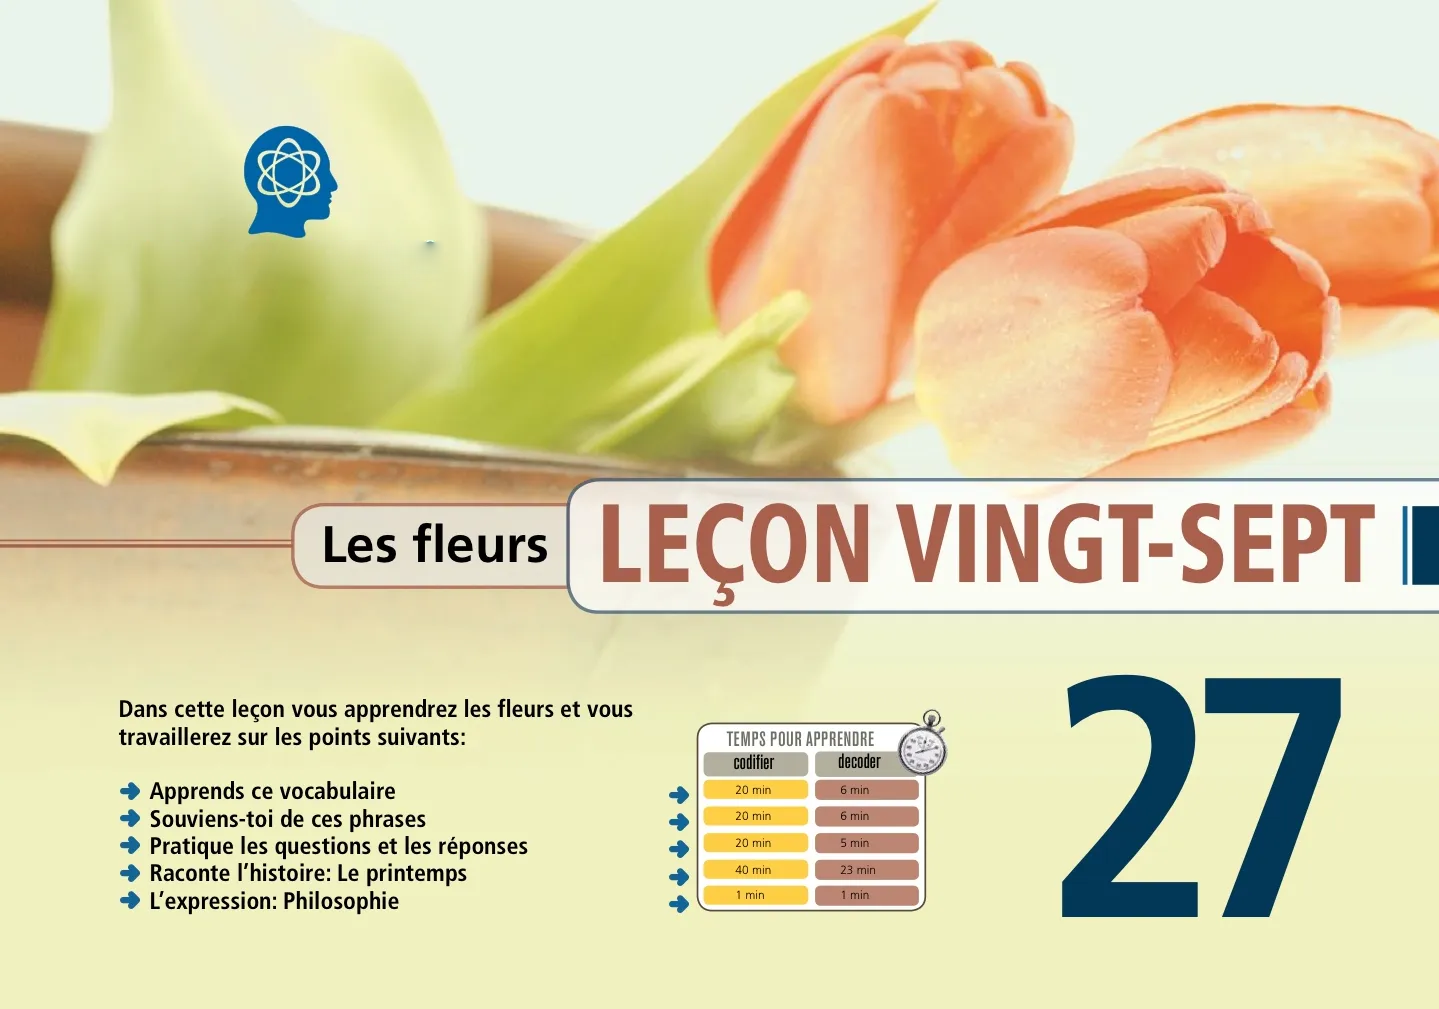 Les fleurs
LEÇON VINGT-SEPT
27
Dans cette leçon vous apprendrez les fleurs et vous
travaillerez sur les points suivants:
Apprends ce vocabulaire
Souviens-toi de ces phrases
Pratique les questions et les réponses
Raconte l’histoire: Le printemps
L’expression: Philosophie
TEMPS POUR APPRENDRE
codifier decoder
20 min 6 min
20 min 6 min
20 min 5 min
40 min 23 min
1 min 1 min